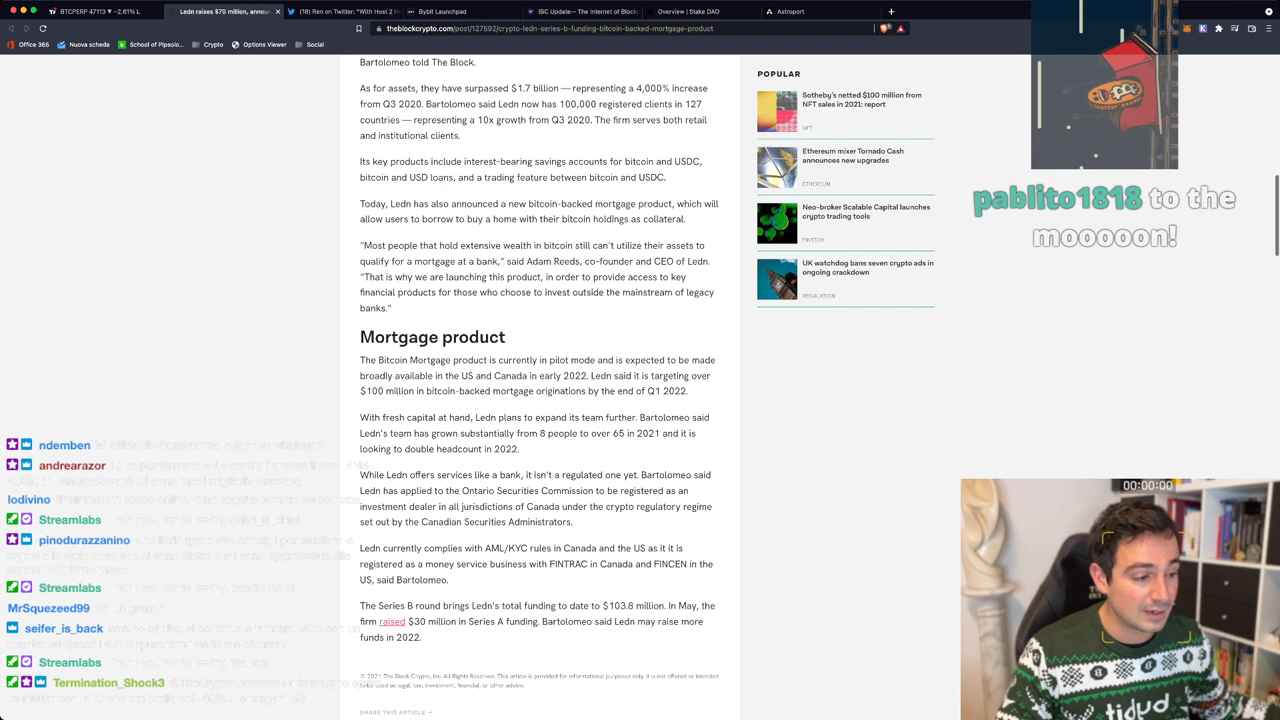 BTCPERP 47113 ▼ −2.61% L
Ledn raises $70 million, annou
(18) Ren on Twitter: "With Host 2 H
Bybit Launchpad
IBC Update— The Internet of Block
Overview | Stake DAO
Astroport
theblockcrypto.com/post/127592/crypto-ledn-series-b-funding-bitcoin-backed-mortgage-product
Office 365
Nuova scheda
School of Pipsolo...
Crypto
Options Viewer
Social
Bartolomeo told The Block.
As for assets, they have surpassed $1.7 billion — representing a 4,000% increase
from Q3 2020. Bartolomeo said Ledn now has 100,000 registered clients in 127
countries — representing a 10x growth from Q3 2020. The firm serves both retail
and institutional clients.
Its key products include interest-bearing savings accounts for bitcoin and USDC,
bitcoin and USD loans, and a trading feature between bitcoin and USDC.
Today, Ledn has also announced a new bitcoin-backed mortgage product, which will
allow users to borrow to buy a home with their bitcoin holdings as collateral.
"Most people that hold extensive wealth in bitcoin still can't utilize their assets to
qualify for a mortgage at a bank," said Adam Reeds, co-founder and CEO of Ledn.
"That is why we are launching this product, in order to provide access to key
financial products for those who choose to invest outside the mainstream of legacy
banks."
Mortgage product
The Bitcoin Mortgage product is currently in pilot mode and is expected to be made
broadly available in the US and Canada in early 2022. Ledn said it is targeting over
$100 million in bitcoin-backed mortgage originations by the end of Q1 2022.
With fresh capital at hand, Ledn plans to expand its team further. Bartolomeo said
Ledn's team has grown substantially from 8 people to over 65 in 2021 and it is
looking to double headcount in 2022.
While Ledn offers services like a bank, it isn't a regulated one yet. Bartolomeo said
Ledn has applied to the Ontario Securities Commission to be registered as an
investment dealer in all jurisdictions of Canada under the crypto regulatory regime
set out by the Canadian Securities Administrators.
Ledn currently complies with AML/KYC rules in Canada and the US as it it is
registered as a money service business with FINTRAC in Canada and FINCEN in the
US, said Bartolomeo.
The Series B round brings Ledn's total funding to date to $103.8 million. In May, the
firm raised $30 million in Series A funding. Bartolomeo said Ledn may raise more
funds in 2022.
© 2021 The Block Crypto, Inc. All Rights Reserved. This article is provided for informational purposes only. It is not offered or intended
to be used as legal, tax, investment, financial, or other advice.
SHARE THIS ARTICLE →
POPULAR
Sotheby's netted $100 million from
NFT sales in 2021: report
NFT
Ethereum mixer Tornado Cash
announces new upgrades
ETHEREUM
Neo-broker Scalable Capital launches
crypto trading tools
FINTECH
UK watchdog bans seven crypto ads in
ongoing crackdown
REGULATION
pablito1818 to the
mooooon!
ndemben
andrearazor
lodivino
Streamlabs
pinodurazzanino
Streamlabs
MrSquezeed99
seifer_is_back
Streamlabs
Termination_Shock3
00:00:00